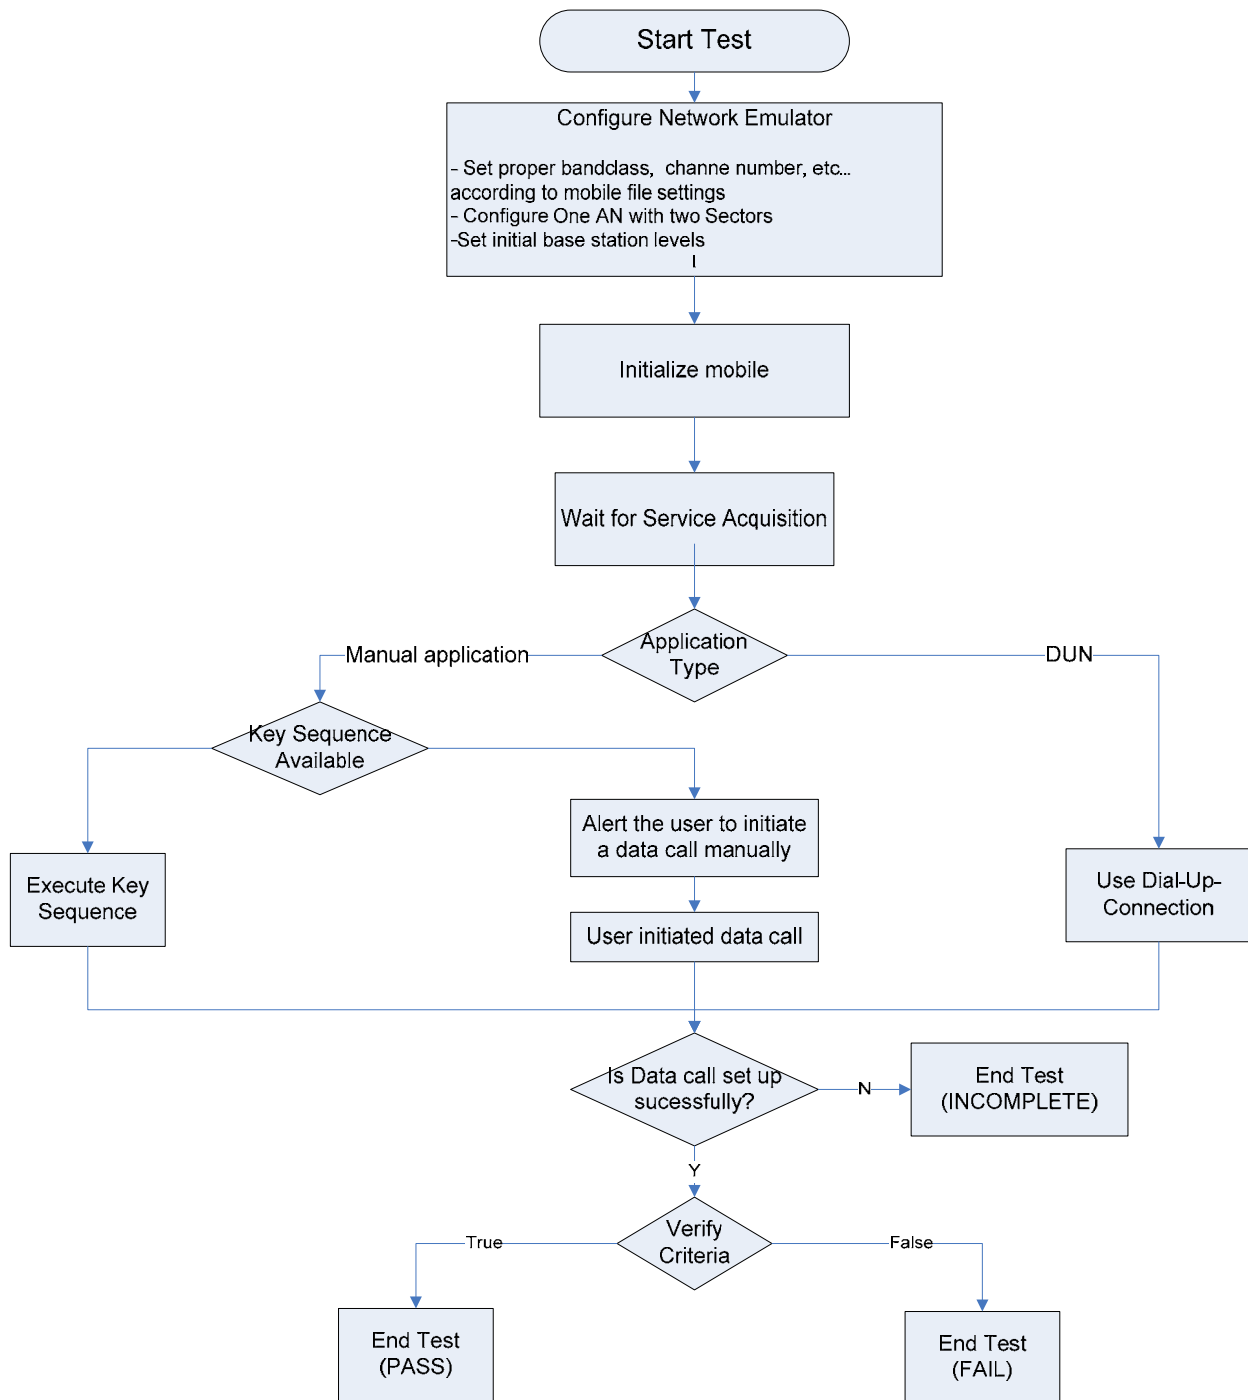 Start Test
Configure Network Emulator
- Set proper bandclass, channe number, etc...
according to mobile file settings
- Configure One AN with two Sectors
-Set initial base station levels
Initialize mobile
Wait for Service Acquisition
Application
Type
Manual application
DUN
Key Sequence
Available
Alert the user to initiate
a data call manually
Execute Key
Sequence
Use Dial-Up-
Connection
User initiated data call
Is Data call set up
sucessfully?
N
End Test
(INCOMPLETE)
Y
Verify
Criteria
True
False
End Test
(PASS)
End Test
(FAIL)